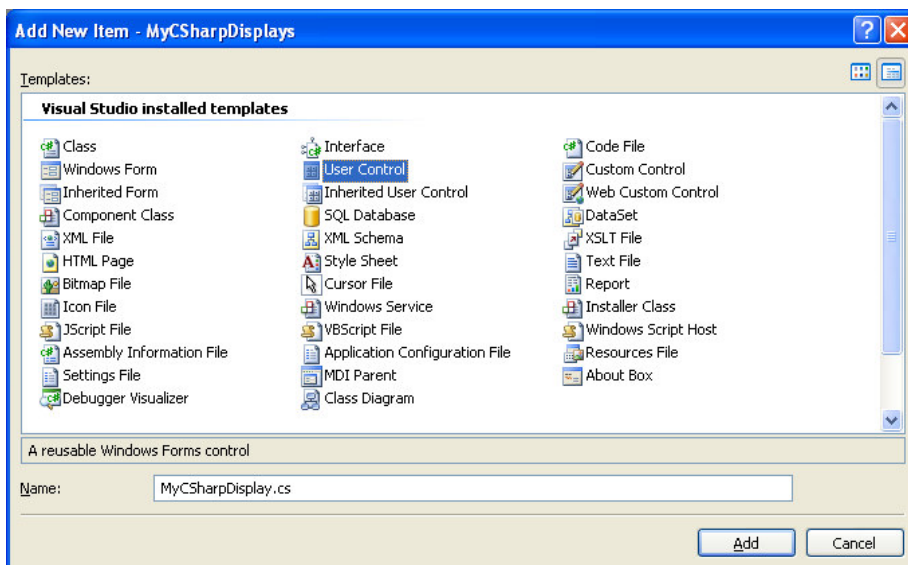 Add New Item - MyCSharpDisplays
Templates:
Visual Studio installed templates
Class Interface Code File
Windows Form User Control Custom Control
Inherited Form Inherited User Control Web Custom Control
Component Class SQL Database DataSet
XML File XML Schema XSLT File
HTML Page Style Sheet Text File
Bitmap File Cursor File Report
Icon File Windows Service Installer Class
JScript File VBScript File Windows Script Host
Assembly Information File Application Configuration File Resources File
Settings File MDI Parent About Box
Debugger Visualizer Class Diagram
A reusable Windows Forms control
Name: MyCSharpDisplay.cs
Add Cancel